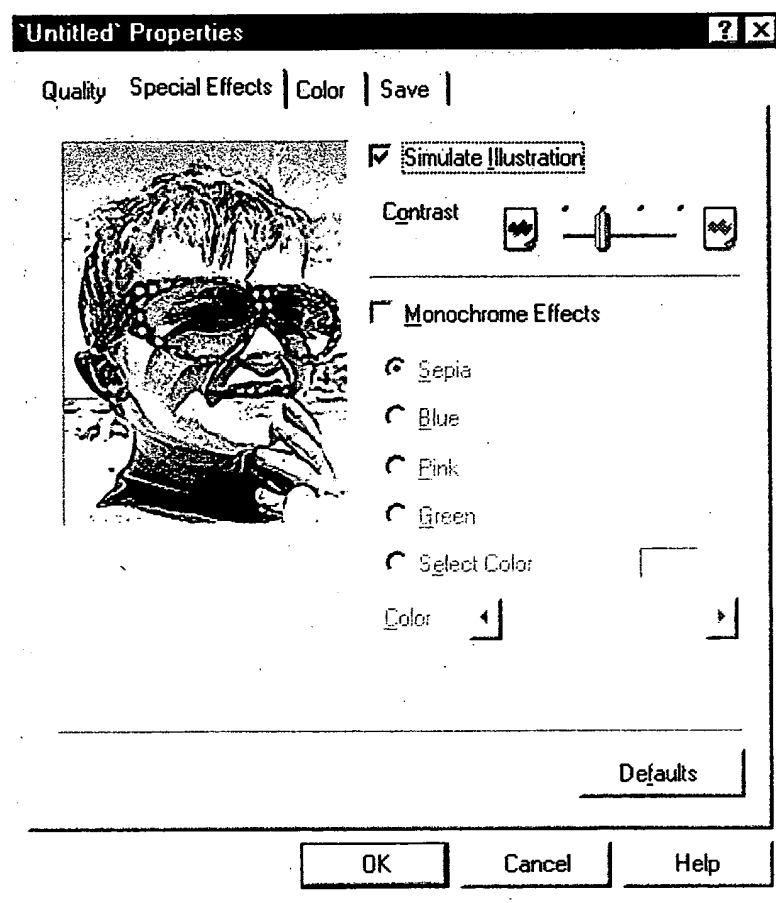 `Untitled` Properties
Quality Special Effects Color Save
Simulate Illustration
Contrast
Monochrome Effects
Sepia
Blue
Pink
Green
Select Color
Color
Defaults
OK Cancel Help